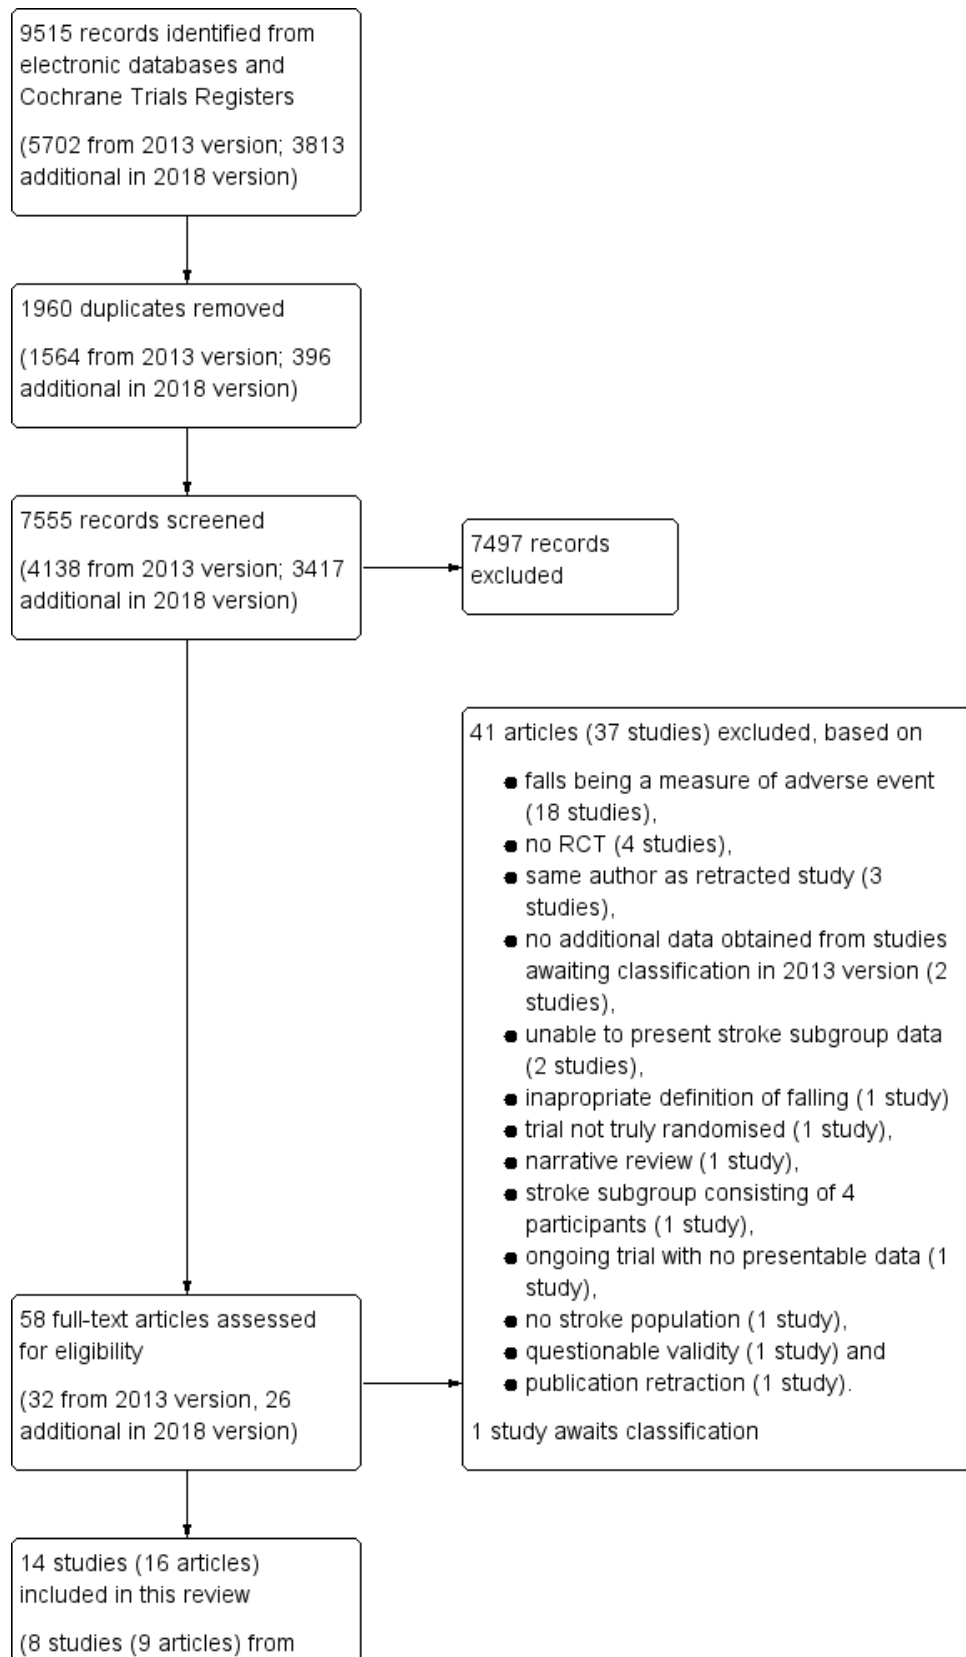 9515 records identified from
electronic databases and
Cochrane Trials Registers
(5702 from 2013 version; 3813
additional in 2018 version)
1960 duplicates removed
(1564 from 2013 version; 396
additional in 2018 version)
7555 records screened
(4138 from 2013 version; 3417
additional in 2018 version)
7497 records
excluded
41 articles (37 studies) excluded, based on
● falls being a measure of adverse event
(18 studies),
● no RCT (4 studies),
● same author as retracted study (3
studies),
● no additional data obtained from studies
awaiting classification in 2013 version (2
studies),
● unable to present stroke subgroup data
(2 studies),
● inapropriate definition of falling (1 study)
● trial not truly randomised (1 study),
● narrative review (1 study),
● stroke subgroup consisting of 4
participants (1 study),
● ongoing trial with no presentable data (1
study),
● no stroke population (1 study),
● questionable validity (1 study) and
● publication retraction (1 study).
1 study awaits classification
58 full-text articles assessed
for eligibility
(32 from 2013 version, 26
additional in 2018 version)
14 studies (16 articles)
included in this review
(8 studies (9 articles) from